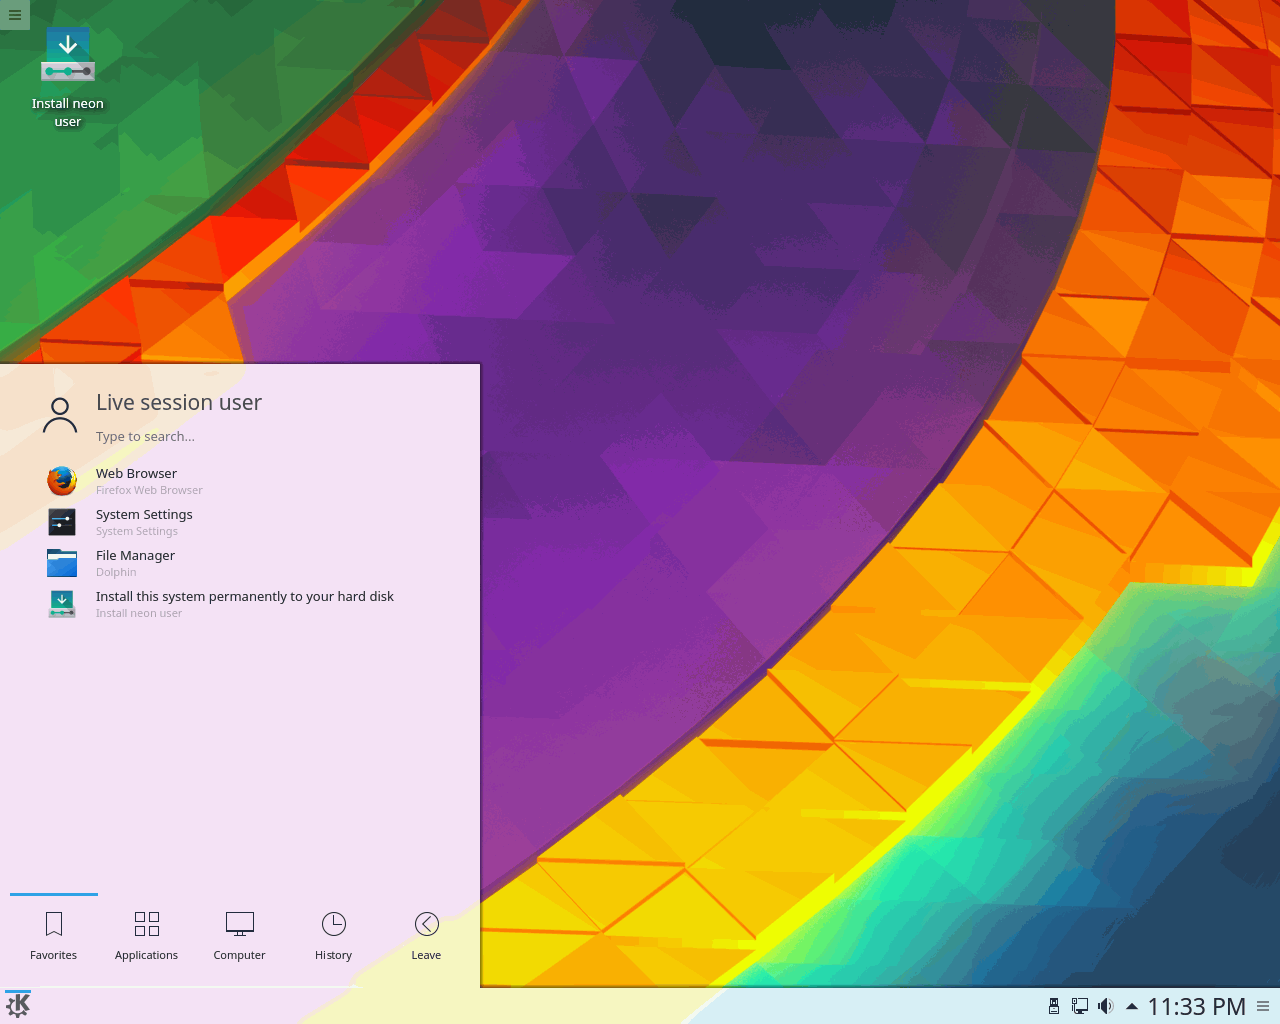 Install neon
user
Live session user
Type to search...
Web Browser
Firefox Web Browser
System Settings
System Settings
File Manager
Dolphin
Install this system permanently to your hard disk
Install neon user
Favorites
Applications
Computer
History
Leave
11:33 PM